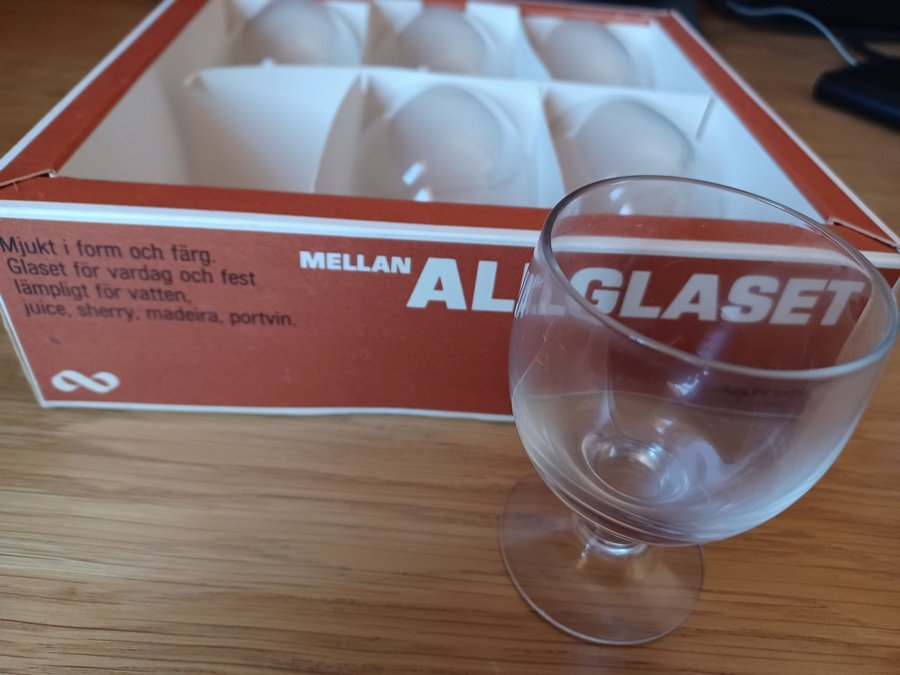 Mjukt i form och färg.
Glaset för vardag och fest
lämpligt för vatten,
juice, sherry, madeira, portvin.
MELLAN
ALLGLASET